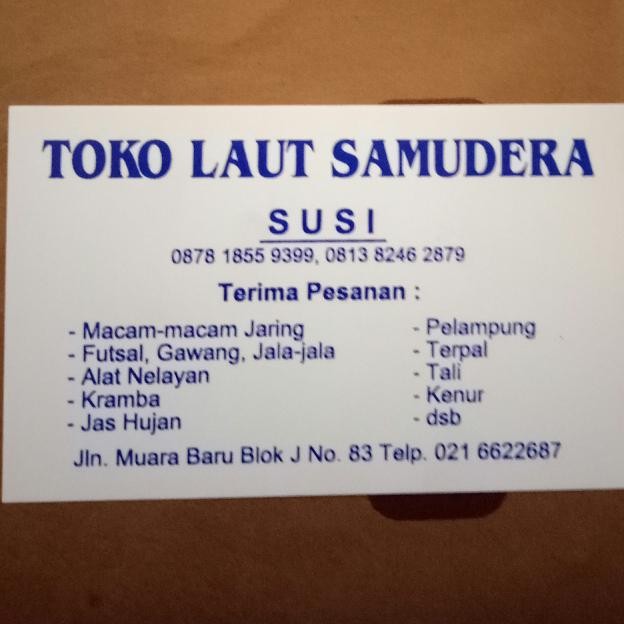 TOKO LAUT SAMUDERA
SUSI
0878 1855 9399, 0813 8246 2879
Terima Pesanan :
- Macam-macam Jaring
- Futsal, Gawang, Jala-jala
- Alat Nelayan
- Kramba
- Jas Hujan
- Pelampung
- Terpal
- Tali
- Kenur
- dsb
Jln. Muara Baru Blok J No. 83 Telp. 021 6622687